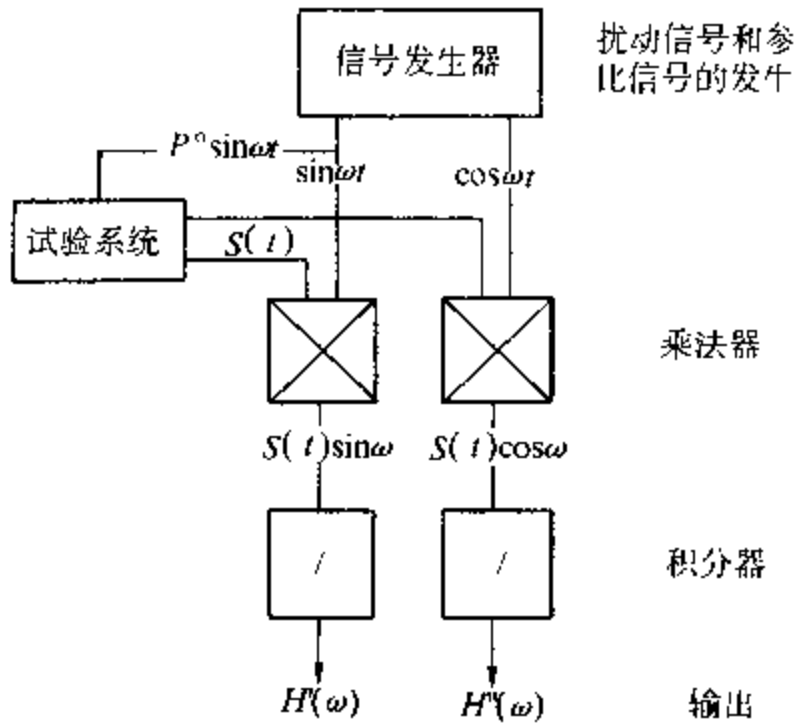 信号发生器
扰动信号和参
比信号的发生
P°sinωt
sinωt
cosωt
试验系统
S(t)
乘法器
S(t)sinω
S(t)cosω
积分器
/
/
H'(ω)
H''(ω)
输出